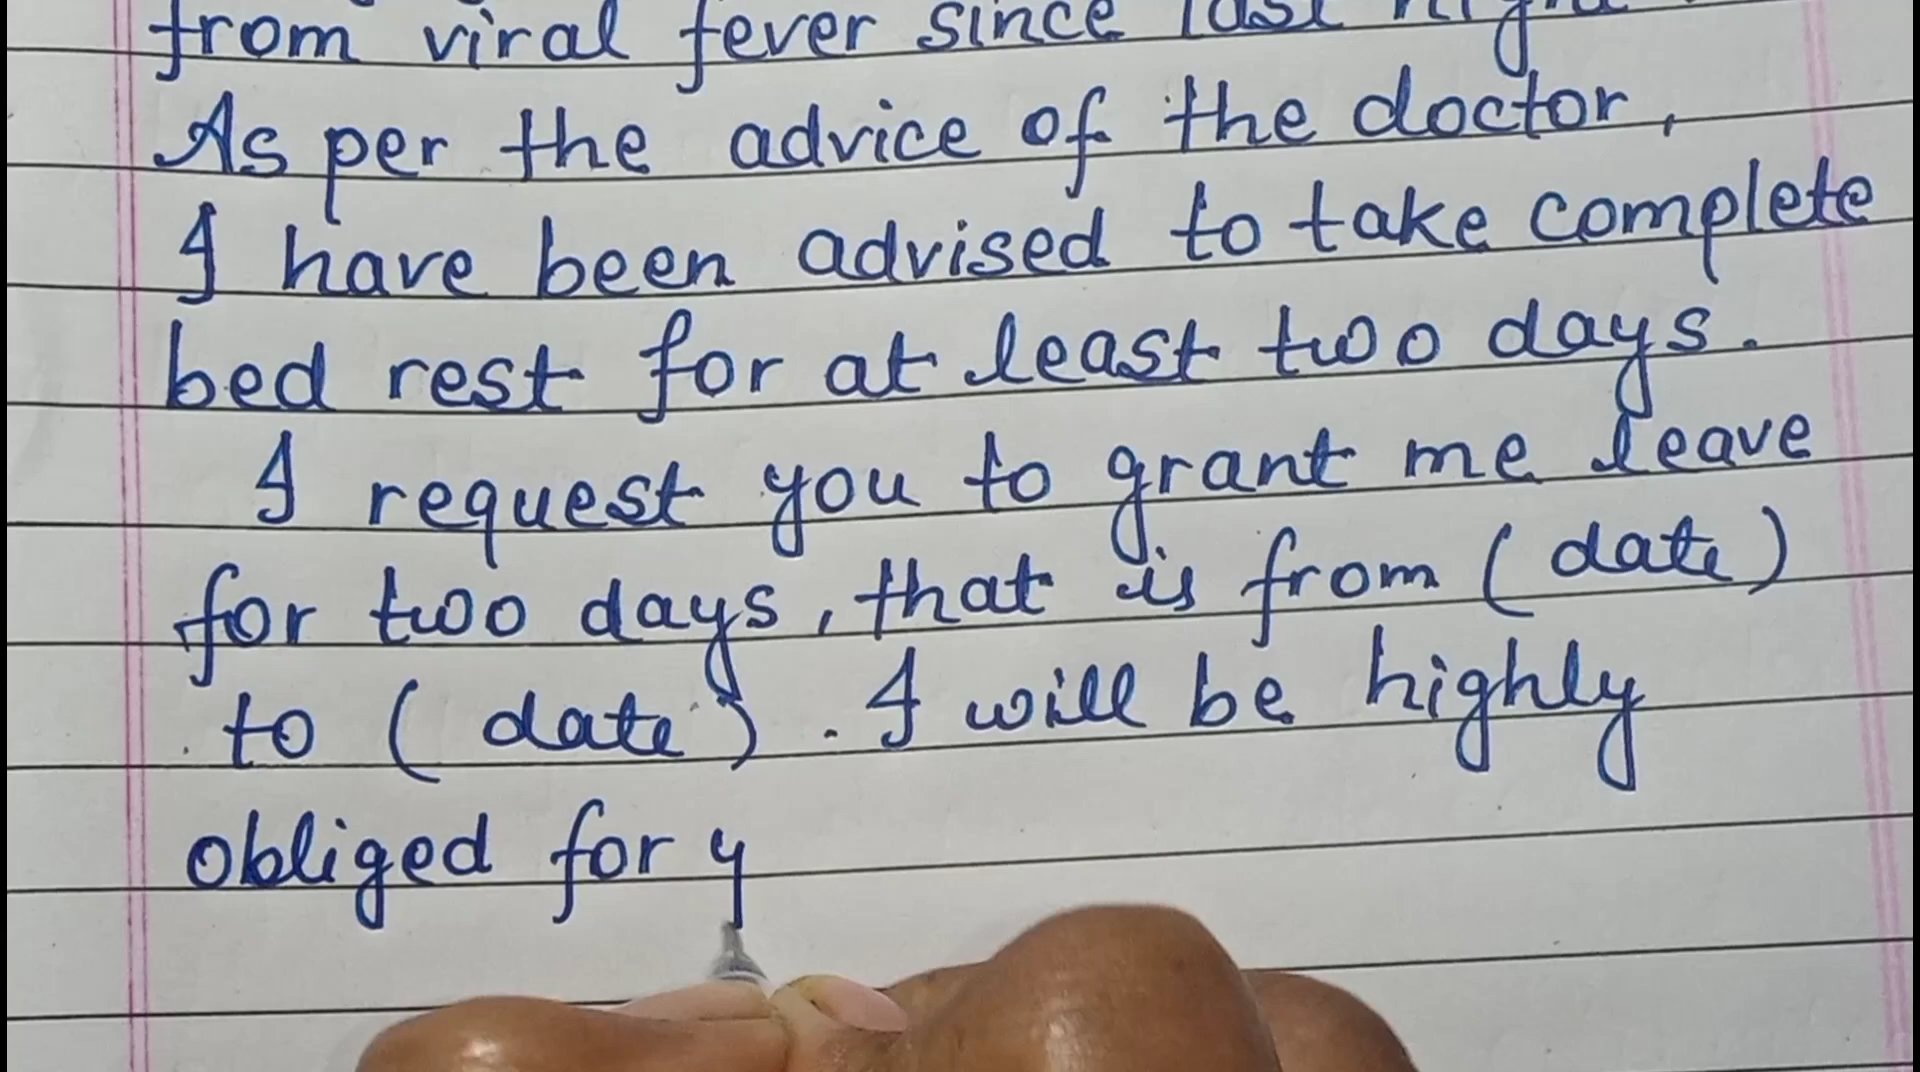 from viral fever since last night
As per the advice of the doctor,
I have been advised to take complete
bed rest for at least two days.
I request you to grant me leave
for two days, that is from (date)
to (date). I will be highly
obliged for y